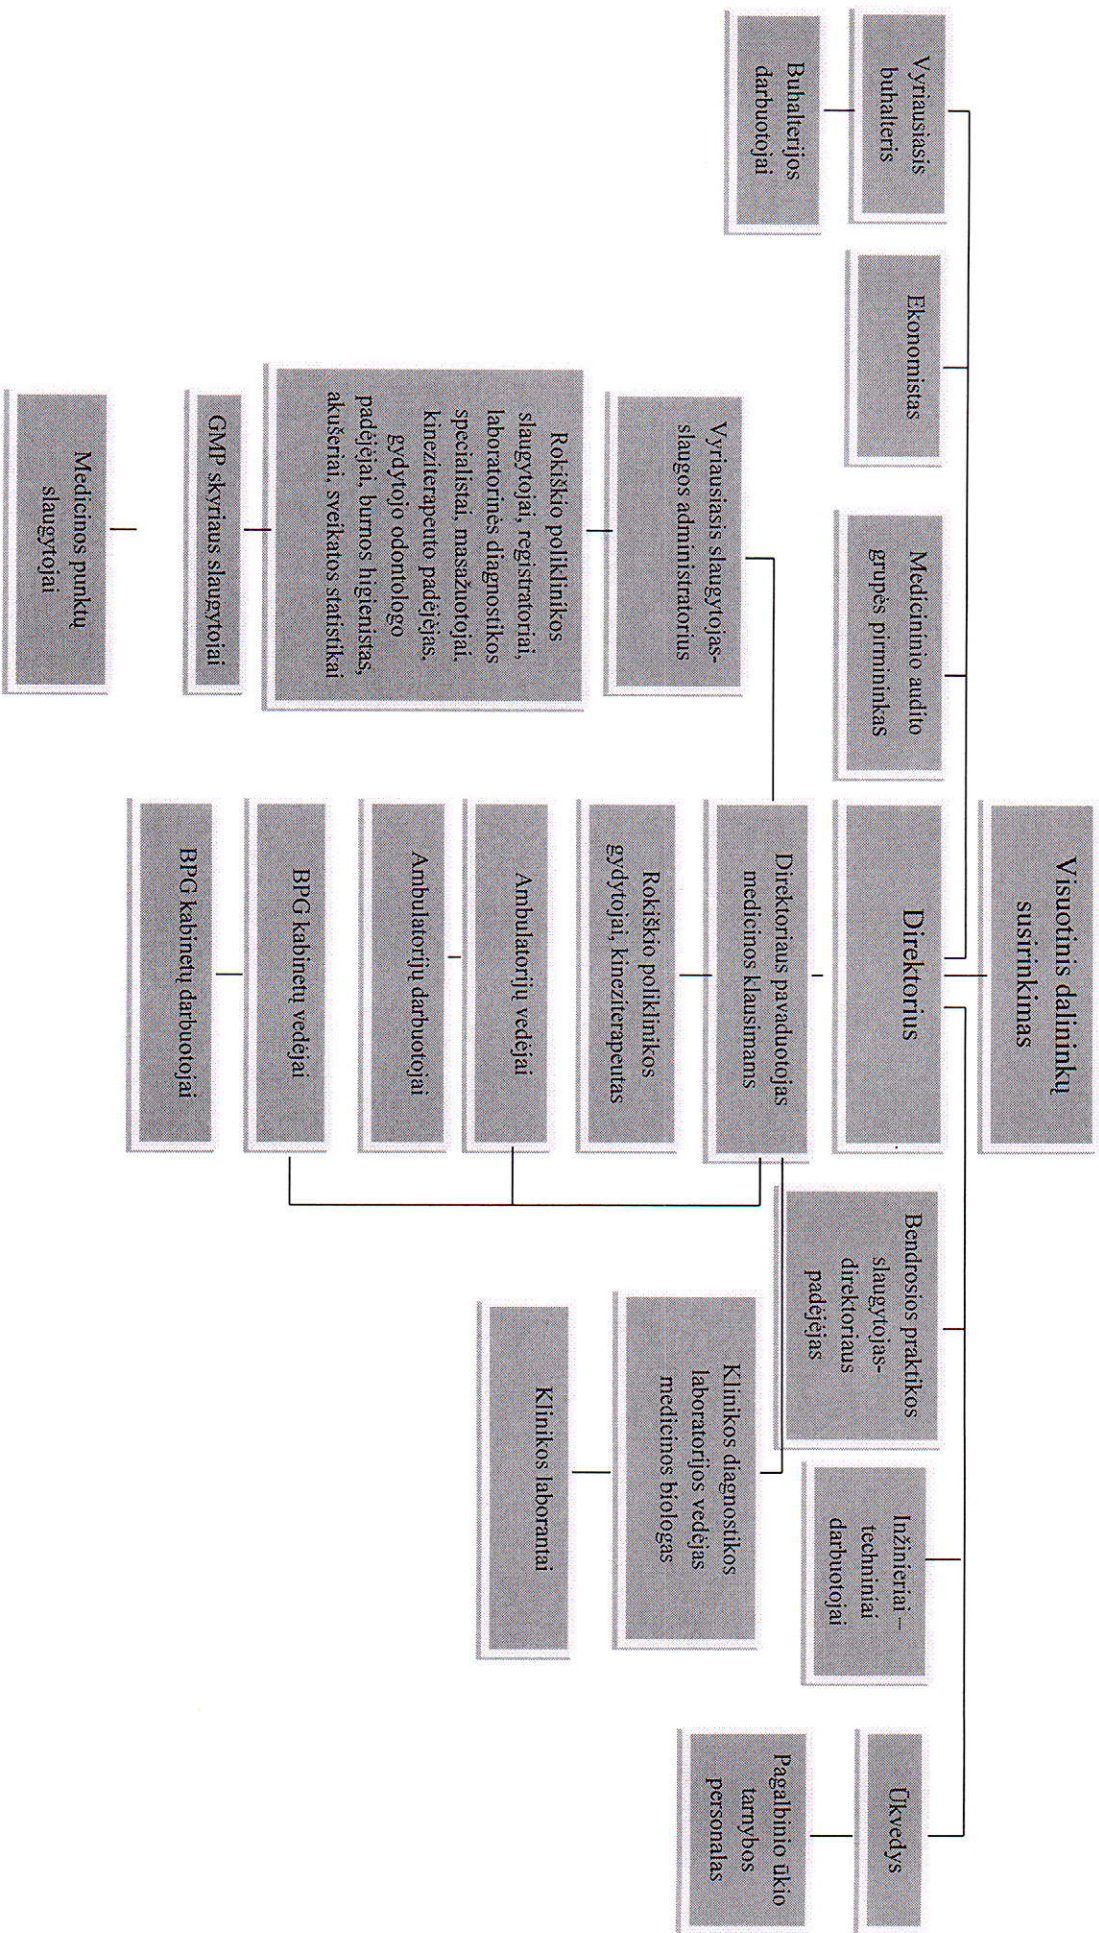 Visuotinis dalininkų
susirinkimas
Direktorius
Vyriausiasis
buhalteris
Buhalterijos
darbuotojai
Ekonomistas
Medicininio audito
grupės pirmininkas
Bendrosios praktikos
slaugytojas-
direktoriaus
padėjėjas
Inžinieriai –
techniniai
darbuotojai
Ūkvedys
Pagalbinio ūkio
tarnybos
personalas
Direktoriaus pavaduotojas
medicinos klausimams
Vyriausiasis slaugytojas-
slaugos administratorius
Rokiškio poliklinikos
slaugytojai, registratoriai,
laboratorinės diagnostikos
specialistai, masažuotojai,
kineziterapeuto padėjėjas,
gydytojo odontologo
padėjėjai, burnos higienistas,
akušeriai, sveikatos statistikai
GMP skyriaus slaugytojai
Medicinos punktų
slaugytojai
Rokiškio poliklinikos
gydytojai, kineziterapeutas
Ambulatorijų vedėjai
Ambulatorijų darbuotojai
BPG kabinetų vedėjai
BPG kabinetų darbuotojai
Klinikos diagnostikos
laboratorijos vedėjas
medicinos biologas
Klinikos laborantai